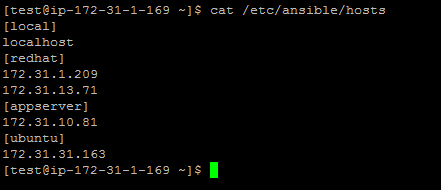 [test@ip-172-31-1-169 ~]$ cat /etc/ansible/hosts
[local]
localhost
[redhat]
172.31.1.209
172.31.13.71
[appserver]
172.31.10.81
[ubuntu]
172.31.31.163
[test@ip-172-31-1-169 ~]$